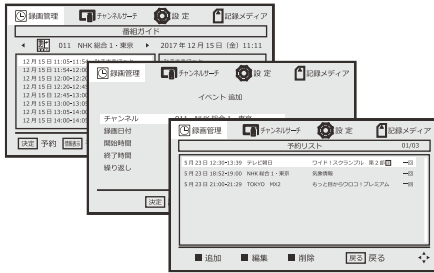 録画管理 チャンネルサーチ 設 定 記録メディア
番組ガイド
011 NHK 総合 1・東京 2017 年 12 月 15 日（金）11:11
12 月 15 日 11:05-11:54
12 月 15 日 11:54-12:00
12 月 15 日 12:00-12:20
12 月 15 日 12:20-12:45
12 月 15 日 12:45-13:00
12 月 15 日 13:00-13:05
12 月 15 日 13:05-14:00
12 月 15 日 14:00-14:05
決定 予約
録画管理 チャンネルサーチ 設 定 記録メディア
イベント 追加
チャンネル
録画日付
開始時間
終了時間
繰り返し
決定
録画管理 チャンネルサーチ 設 定 記録メディア
予約リスト 01/03
5 月 23 日 12:30-13:39 テレビ朝日 ワイド！スクランブル 第 2 部 一回
5 月 23 日 18:52-19:00 NHK 総合 1・東京 気象情報 一回
5 月 23 日 21:00-21:29 TOKYO MX2 もっと目からウロコ！プレミアム 一回
追加 編集 削除 戻る 戻る